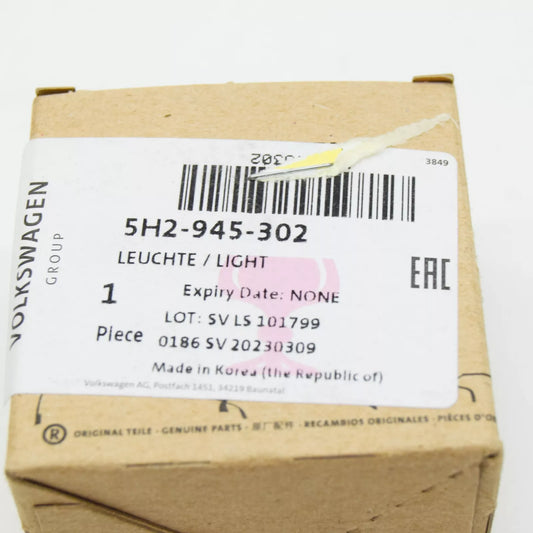 3849
VOLKSWAGEN
GROUP
5H2-945-302
LEUCHTE / LIGHT
EAC
1
Expiry Date: NONE
LOT: SV LS 101799
Piece
0186 SV 20230309
Made in Korea (the Republic of)
Volkswagen AG, Postfach 1451, 34219 Baunatal
® ORIGINAL TEILE · GENUINE PARTS · 原厂配件 · RECAMBIOS ORIGINALES · PIÈCES